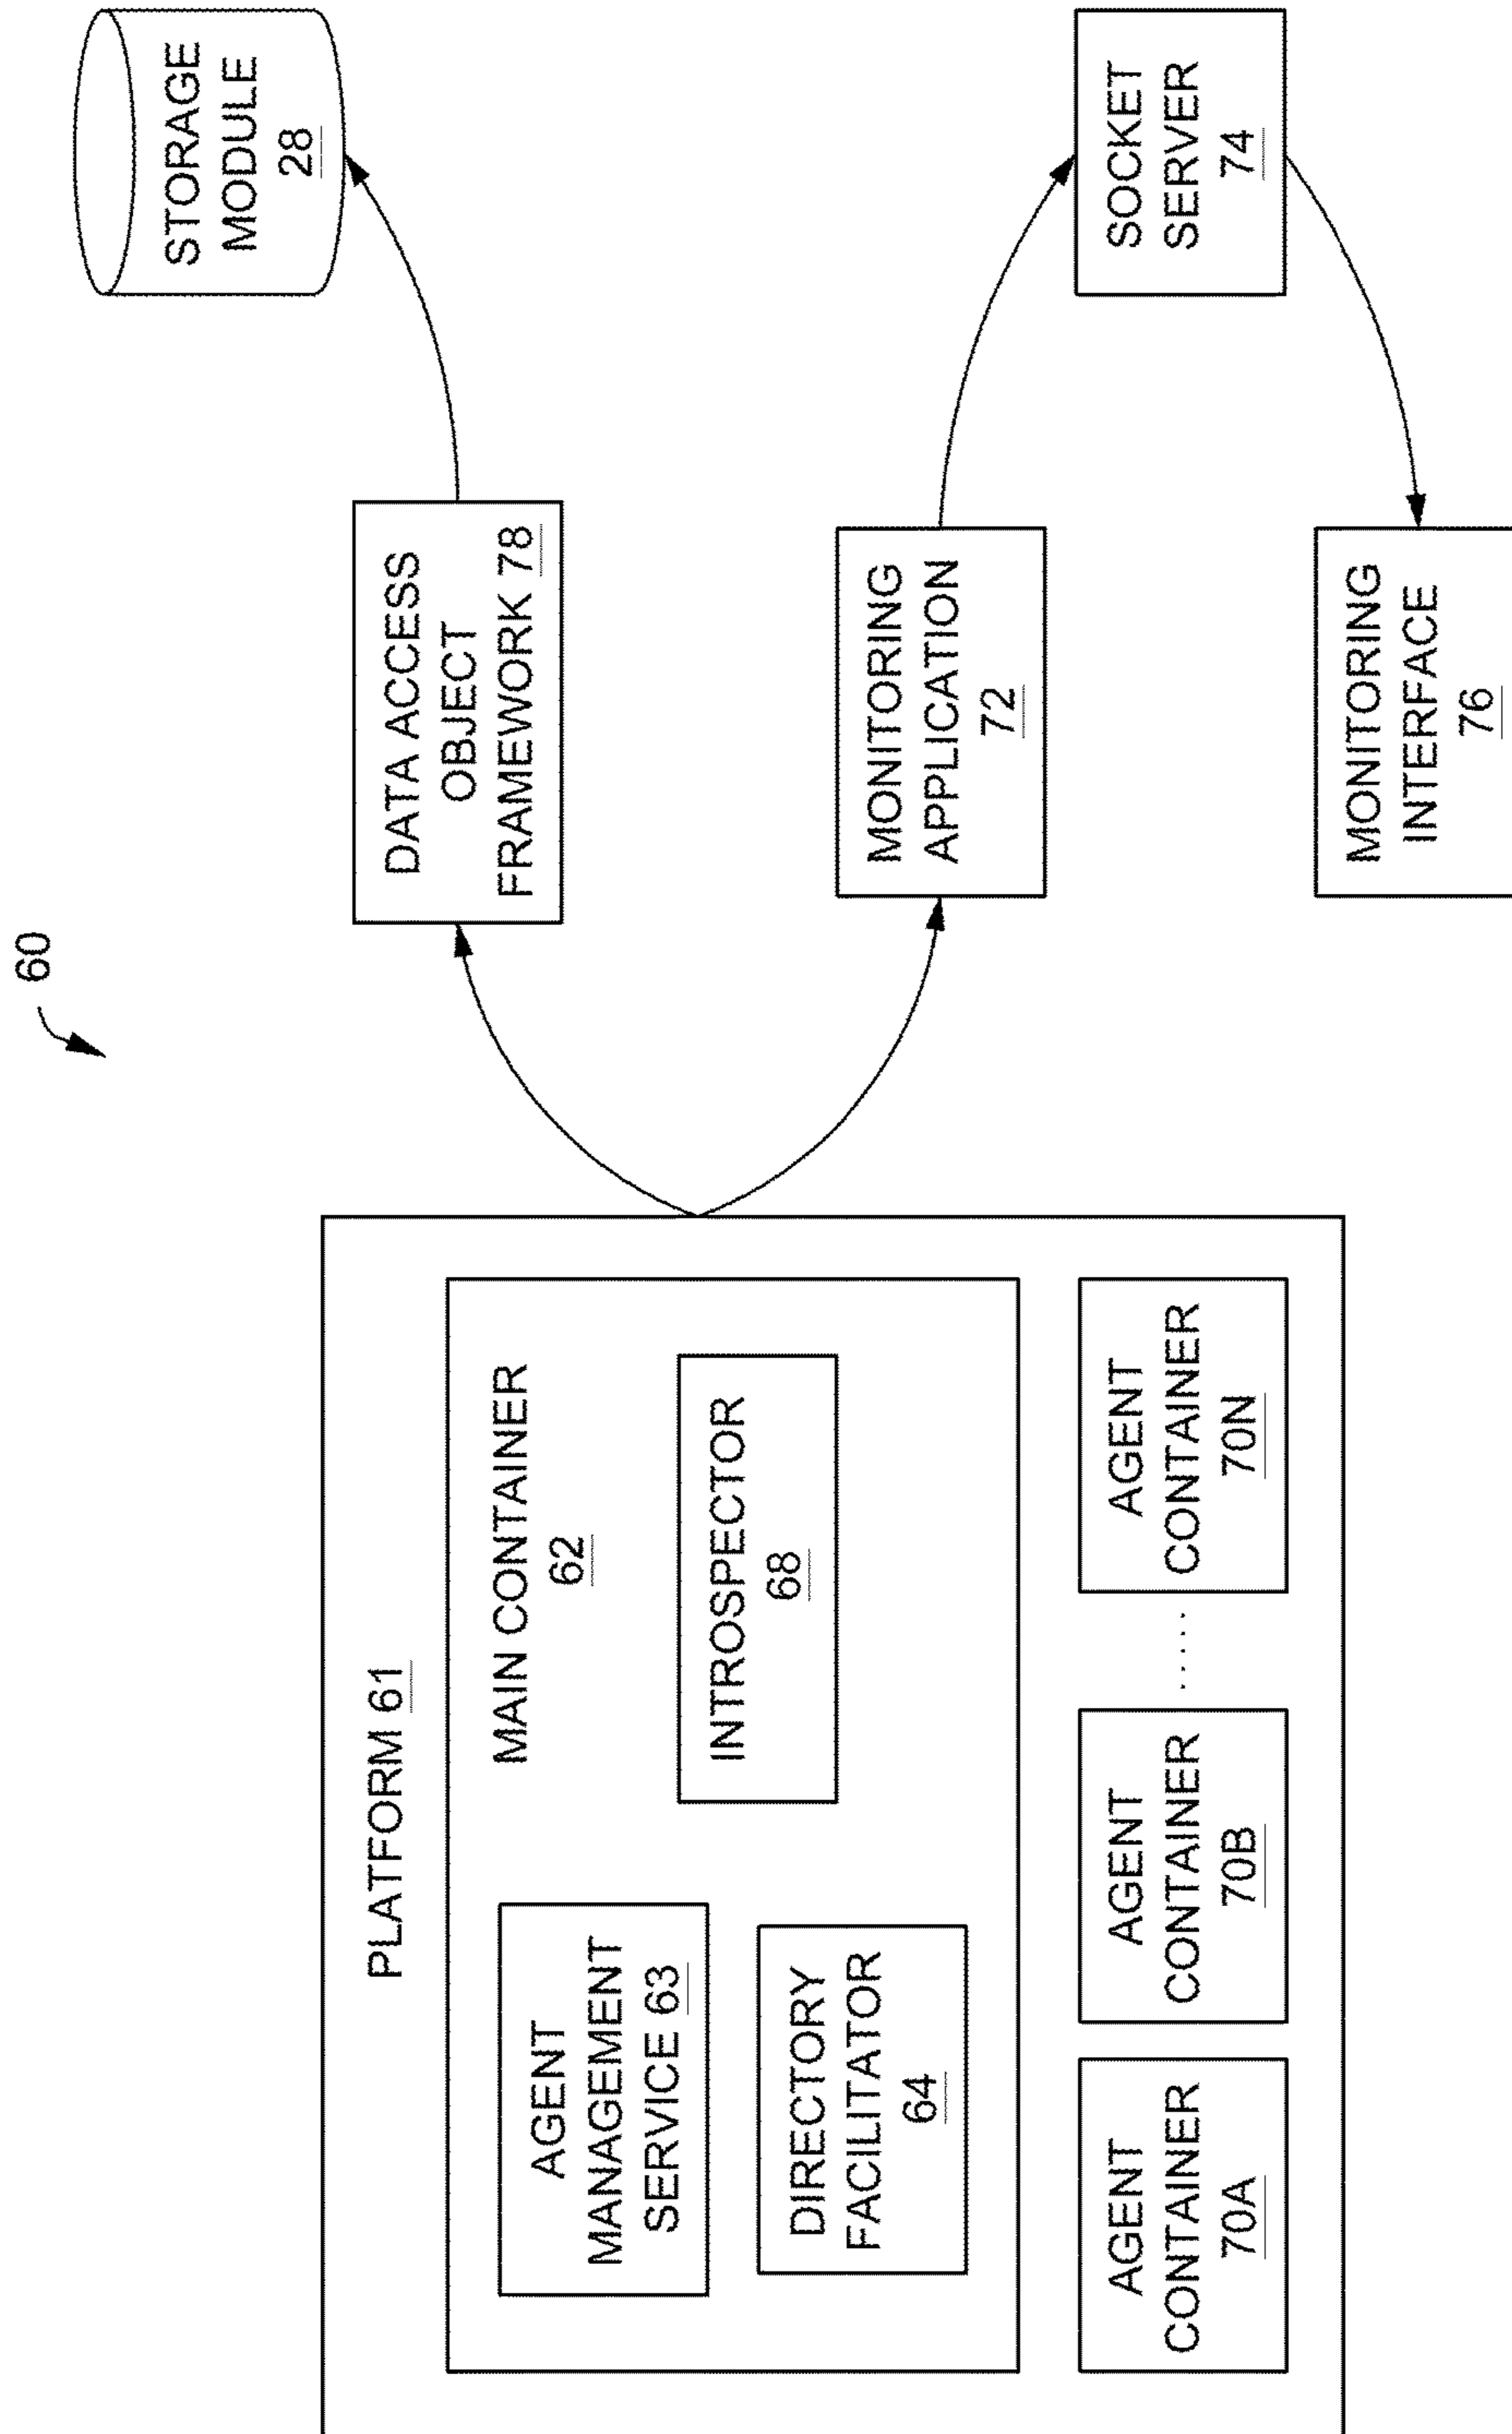 60
PLATFORM 61
MAIN CONTAINER
62
AGENT
MANAGEMENT
SERVICE 63
DIRECTORY
FACILITATOR
64
INTROSPECTOR
68
AGENT
CONTAINER
70A
AGENT
CONTAINER
70B
.....
AGENT
CONTAINER
70N
DATA ACCESS
OBJECT
FRAMEWORK 78
STORAGE
MODULE
28
MONITORING
APPLICATION
72
SOCKET
SERVER
74
MONITORING
INTERFACE
76